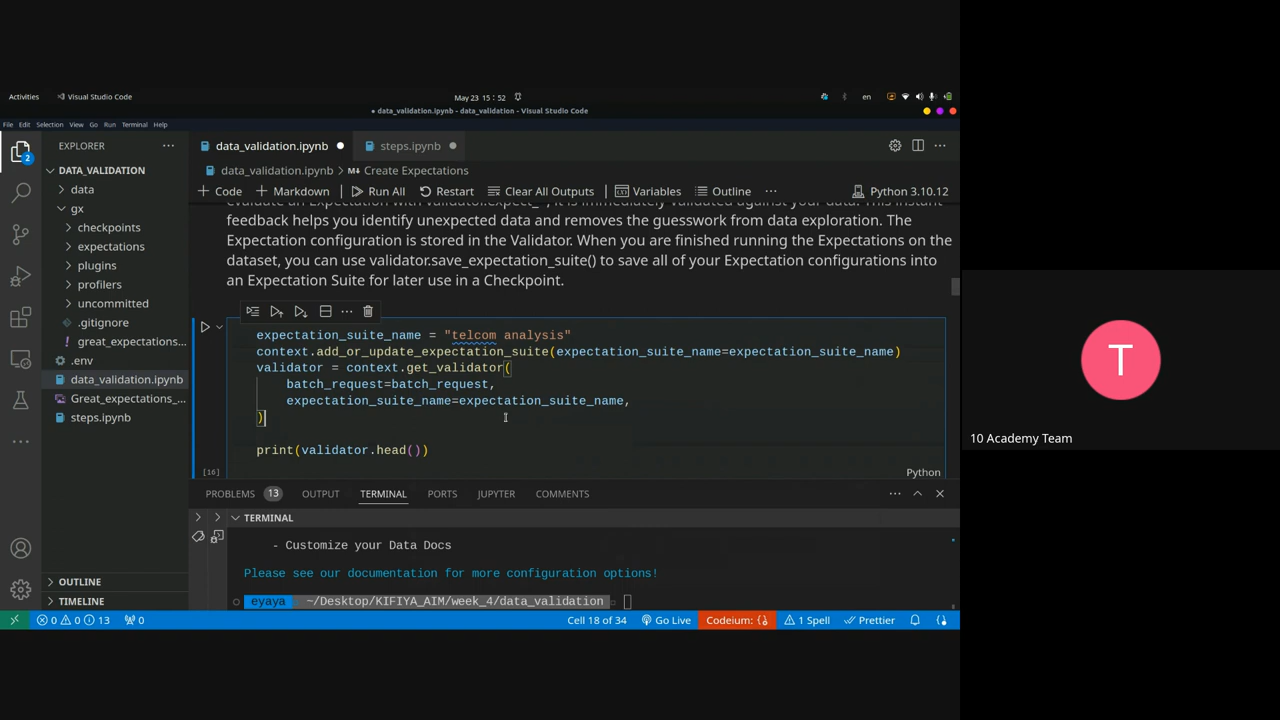 Activities
Visual Studio Code
May 23 15:52
en
data_validation.ipynb - data_validation - Visual Studio Code
File Edit Selection View Go Run Terminal Help
EXPLORER
data_validation.ipynb
steps.ipynb
DATA_VALIDATION
data
gx
checkpoints
expectations
plugins
profilers
uncommitted
.gitignore
great_expectations...
.env
data_validation.ipynb
Great_expectations_...
steps.ipynb
OUTLINE
TIMELINE
2
data_validation.ipynb > M↓ Create Expectations
Code
Markdown
Run All
Restart
Clear All Outputs
Variables
Outline
Python 3.10.12
feedback helps you identify unexpected data and removes the guesswork from data exploration. The
Expectation configuration is stored in the Validator. When you are finished running the Expectations on the
dataset, you can use validator.save_expectation_suite() to save all of your Expectation configurations into
an Expectation Suite for later use in a Checkpoint.
expectation_suite_name = "telcom analysis"
context.add_or_update_expectation_suite(expectation_suite_name=expectation_suite_name)
validator = context.get_validator(
batch_request=batch_request,
expectation_suite_name=expectation_suite_name,
)
print(validator.head())
[16]
Python
PROBLEMS 13 OUTPUT TERMINAL PORTS JUPYTER COMMENTS
TERMINAL
- Customize your Data Docs
Please see our documentation for more configuration options!
eyaya ~/Desktop/KIFIYA_AIM/week_4/data_validation
0 0 13
0
Cell 18 of 34
Go Live
Codeium: {}
1 Spell
Prettier
T
10 Academy Team